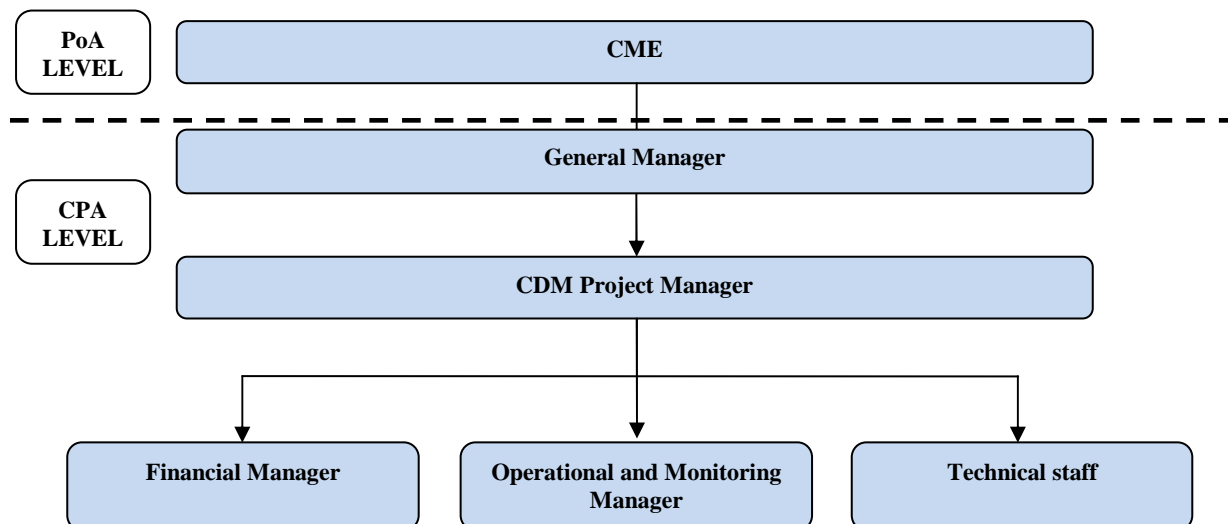 PoA
LEVEL
CME
General Manager
CPA
LEVEL
CDM Project Manager
Financial Manager
Operational and Monitoring
Manager
Technical staff